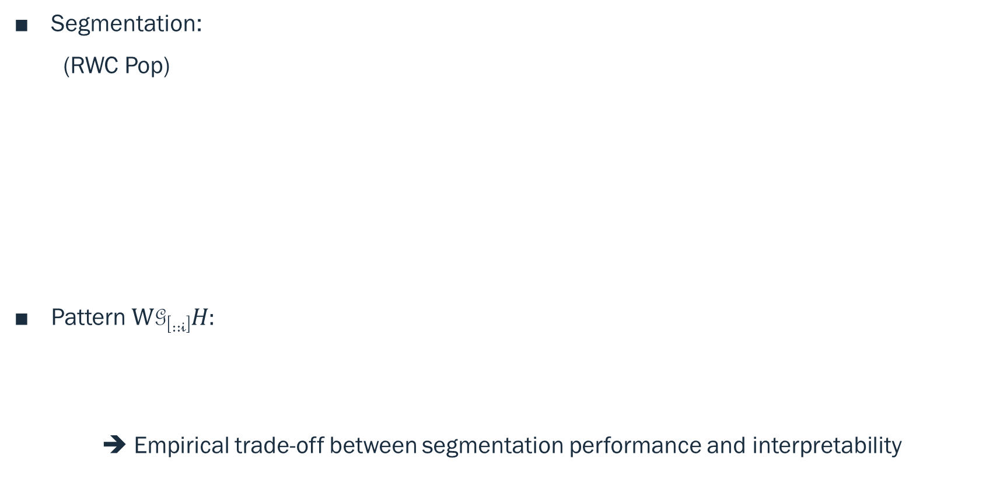 ■ Segmentation:
(RWC Pop)
■ Pattern W𝒢[::i]H:
➔ Empirical trade-off between segmentation performance and interpretability